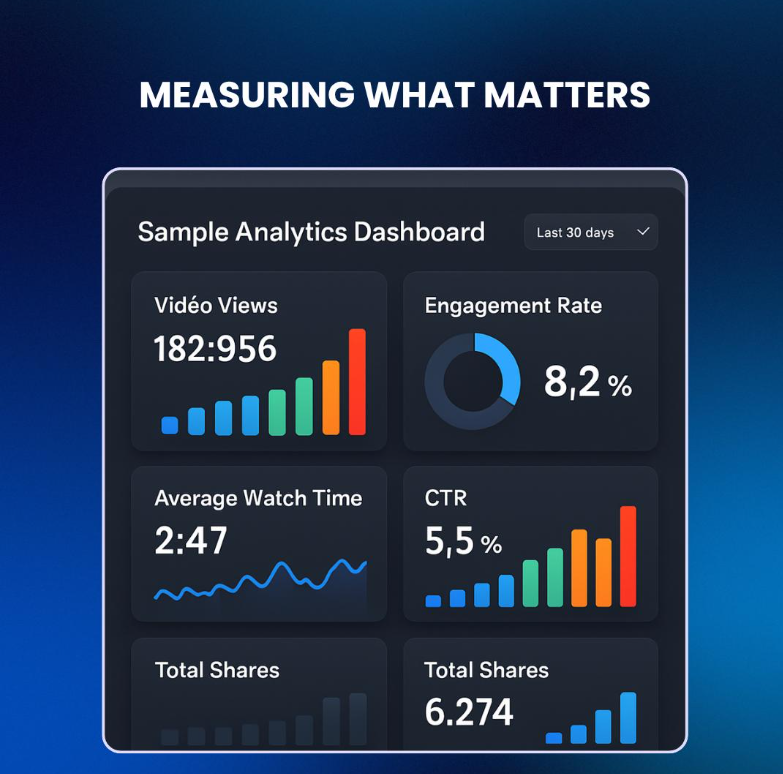 MEASURING WHAT MATTERS
Sample Analytics Dashboard
Last 30 days
Vidéo Views
182:956
Engagement Rate
8,2 %
Average Watch Time
2:47
CTR
5,5 %
Total Shares
Total Shares
6.274